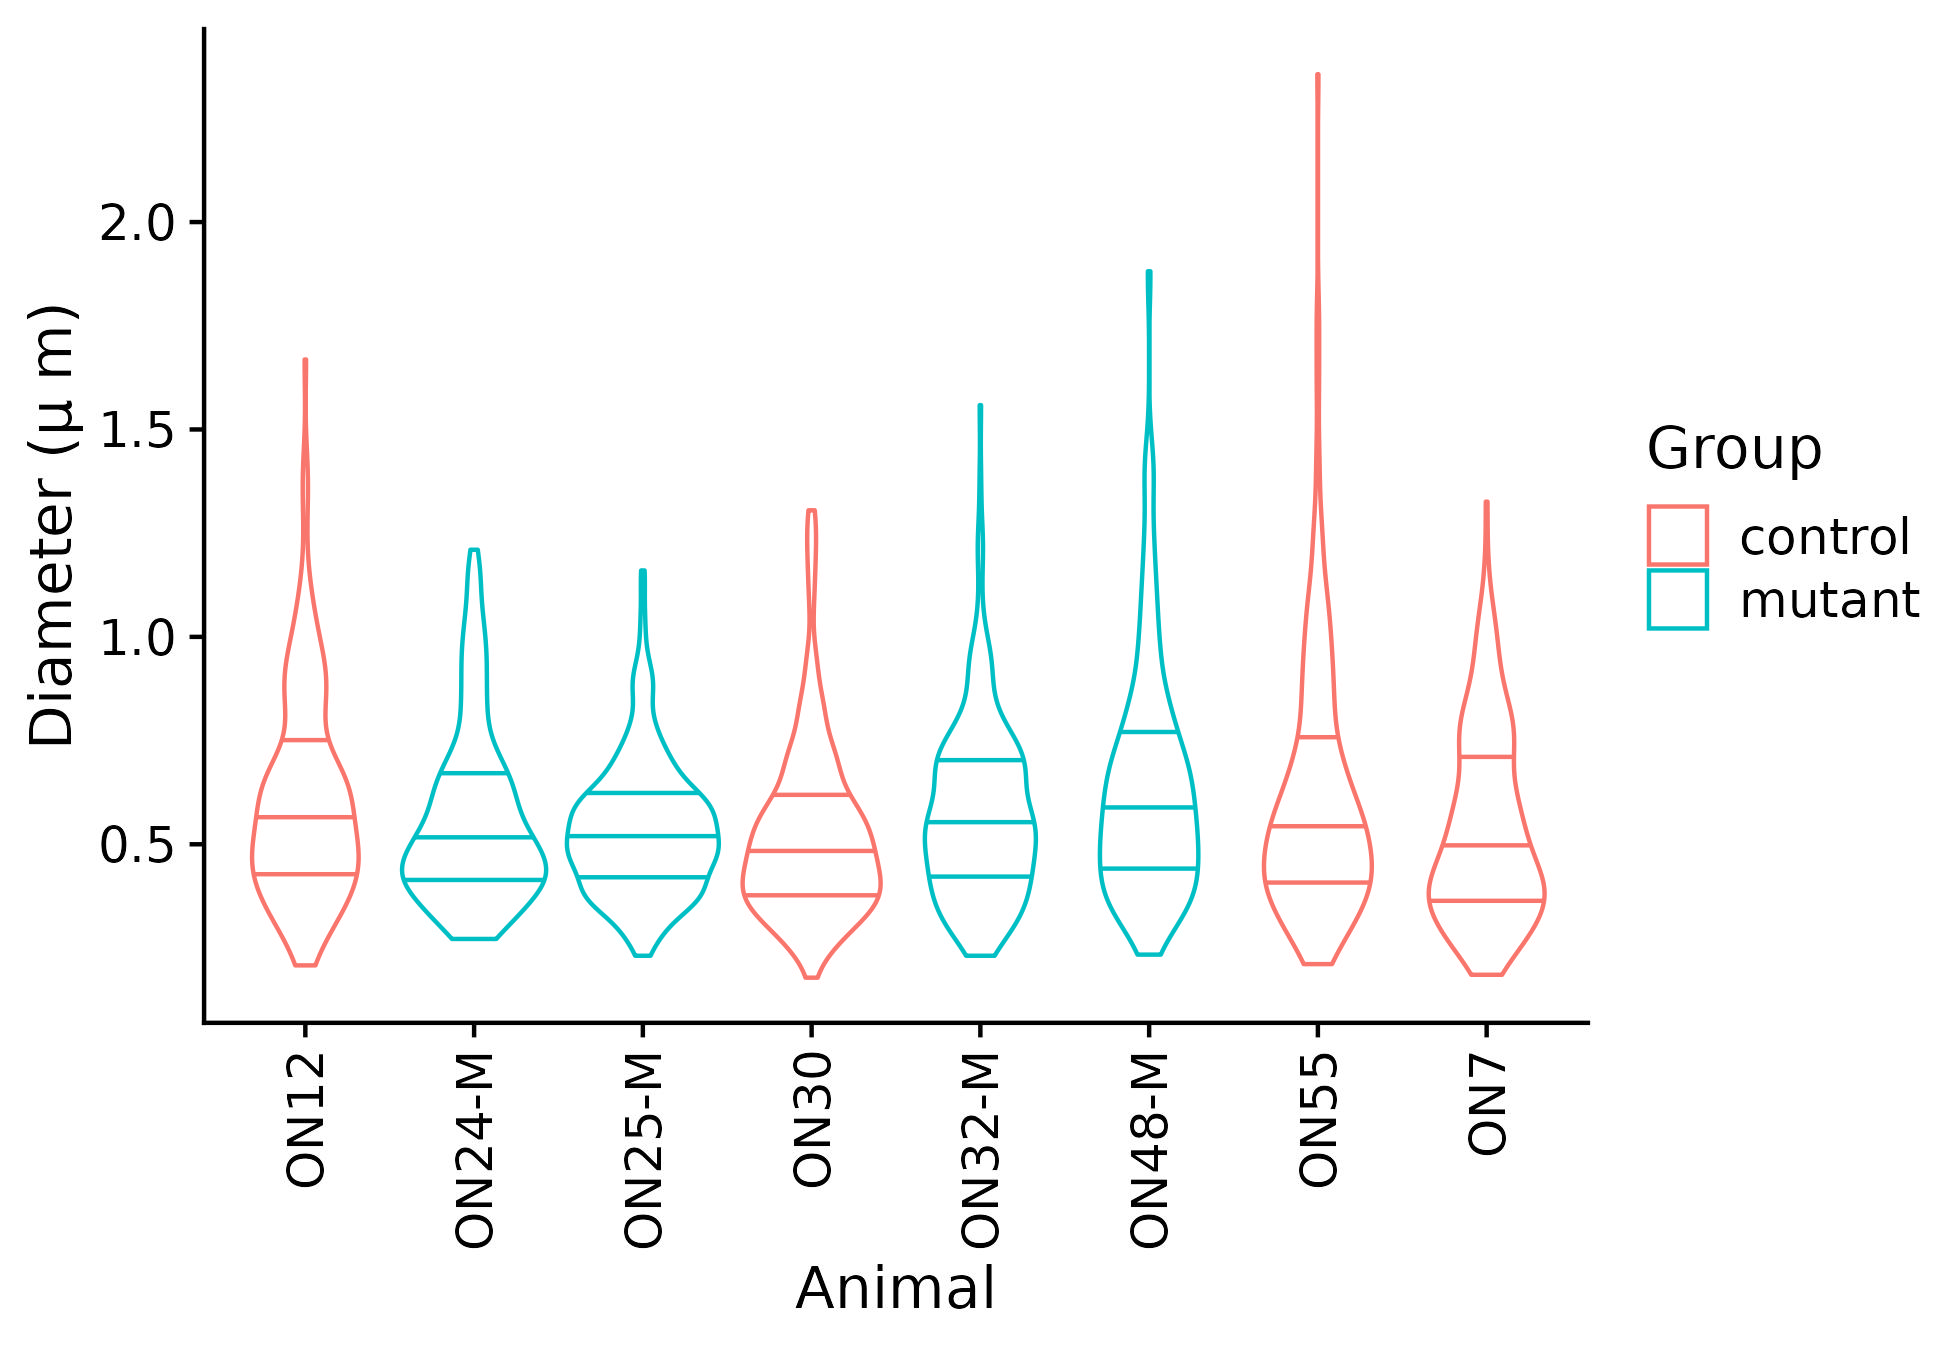 Diameter (μ m)
2.0
1.5
1.0
0.5
ON12
ON24-M
ON25-M
ON30
ON32-M
ON48-M
ON55
ON7
Animal
Group
control
mutant